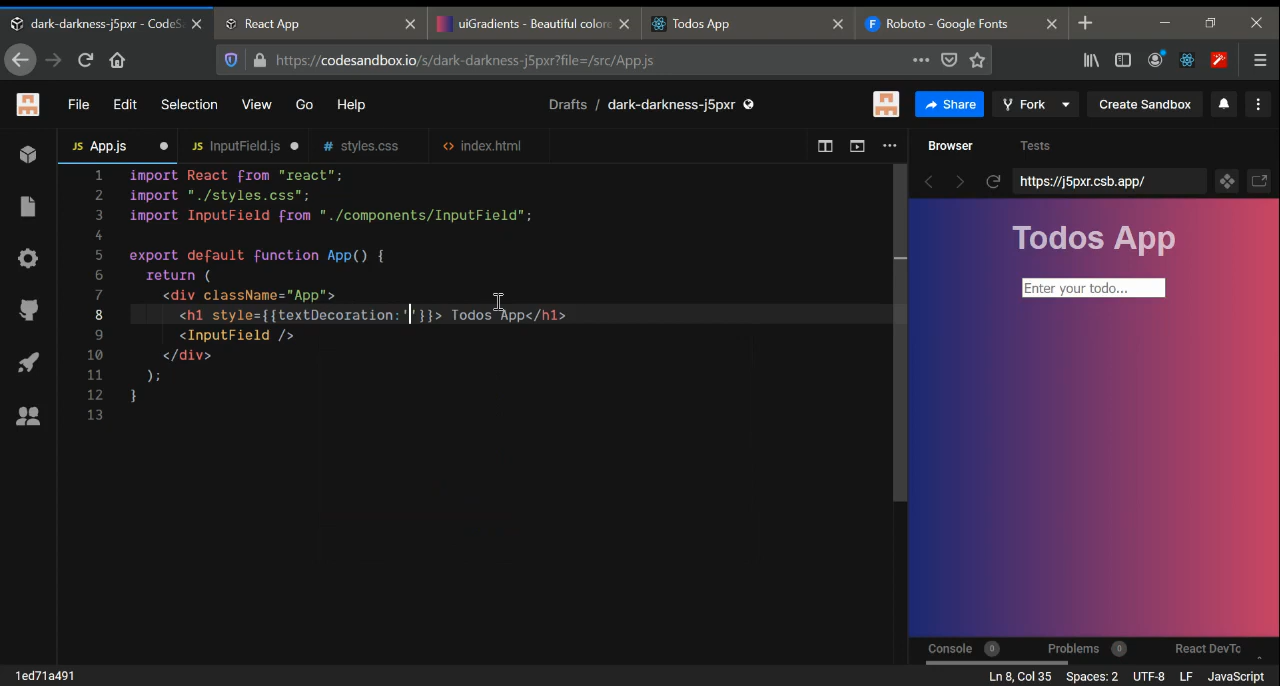 dark-darkness-j5pxr - CodeS
React App
uiGradients - Beautiful colore
Todos App
Roboto - Google Fonts
https://codesandbox.io/s/dark-darkness-j5pxr?file=/src/App.js
File Edit Selection View Go Help
Drafts / dark-darkness-j5pxr
Share
Fork
Create Sandbox
JS App.js
JS InputField.js
# styles.css
<> index.html
Browser
Tests
https://j5pxr.csb.app/
1 import React from "react";
2 import "./styles.css";
3 import InputField from "./components/InputField";
4
5 export default function App() {
6 return (
7 <div className="App">
8 <h1 style={{textDecoration:''}}> Todos App</h1>
9 <InputField />
10 </div>
11 );
12 }
13
Todos App
Enter your todo...
Console 0
Problems 0
React DevTo
1ed71a491
Ln 8, Col 35 Spaces: 2 UTF-8 LF JavaScript